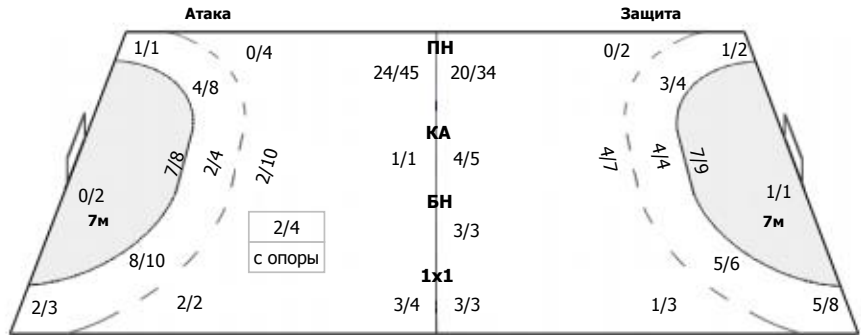 Атака Защита
1/1 0/4 ПН 0/2 1/2
24/45 20/34
4/8 3/4
КА
7/8 2/4 2/10 1/1 4/5 4/7 4/4 7/9
0/2 БН 1/1
7м 2/4 3/3 7м
с опоры
8/10 5/6
1x1
2/3 2/2 3/4 3/3 1/3 5/8